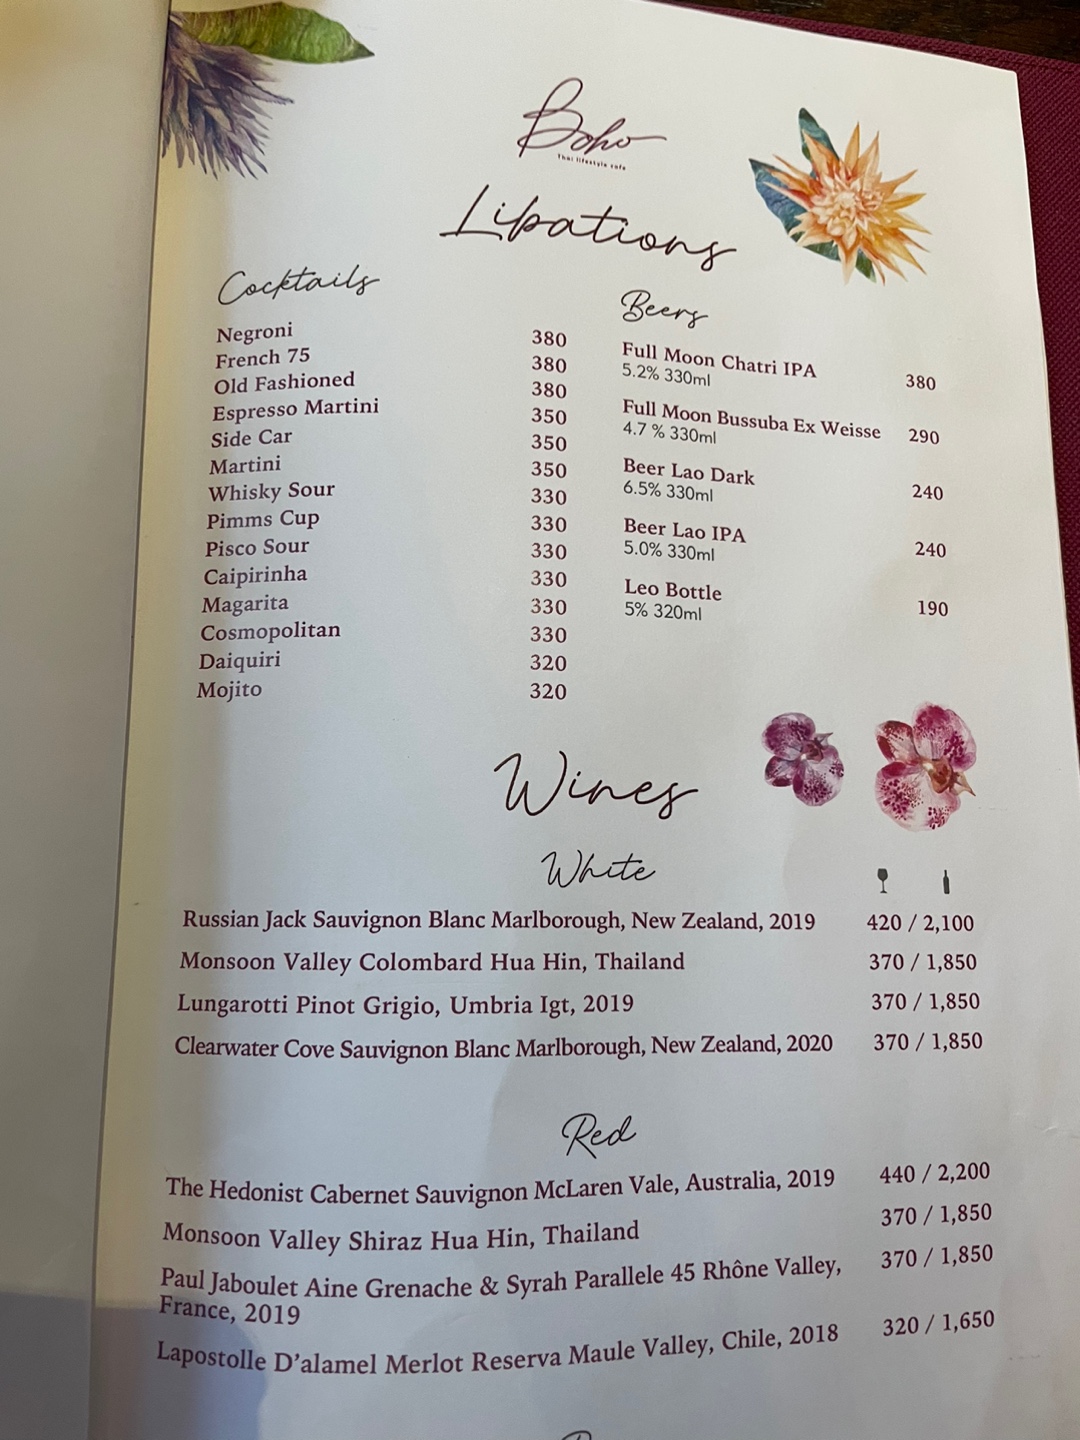 Boho
Thai lifestyle cafe
Libations
Cocktails
Negroni 380
French 75 380
Old Fashioned 380
Espresso Martini 350
Side Car 350
Martini 350
Whisky Sour 330
Pimms Cup 330
Pisco Sour 330
Caipirinha 330
Magarita 330
Cosmopolitan 330
Daiquiri 320
Mojito 320
Beers
Full Moon Chatri IPA 380
5.2% 330ml
Full Moon Bussuba Ex Weisse 290
4.7 % 330ml
Beer Lao Dark 240
6.5% 330ml
Beer Lao IPA 240
5.0% 330ml
Leo Bottle 190
5% 320ml
Wines
White
Russian Jack Sauvignon Blanc Marlborough, New Zealand, 2019 420 / 2,100
Monsoon Valley Colombard Hua Hin, Thailand 370 / 1,850
Lungarotti Pinot Grigio, Umbria Igt, 2019 370 / 1,850
Clearwater Cove Sauvignon Blanc Marlborough, New Zealand, 2020 370 / 1,850
Red
The Hedonist Cabernet Sauvignon McLaren Vale, Australia, 2019 440 / 2,200
Monsoon Valley Shiraz Hua Hin, Thailand 370 / 1,850
Paul Jaboulet Aine Grenache & Syrah Parallele 45 Rhône Valley, 370 / 1,850
France, 2019
Lapostolle D'alamel Merlot Reserva Maule Valley, Chile, 2018 320 / 1,650